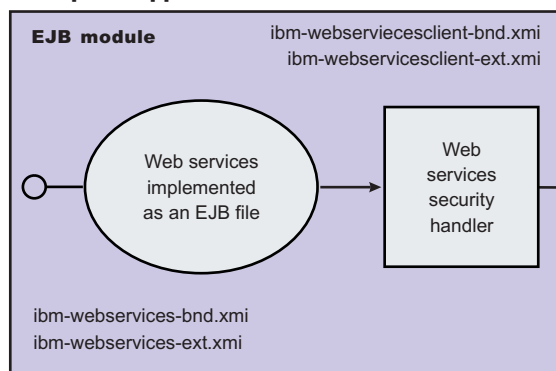 EJB module
ibm-webserviecesclient-bnd.xmi
ibm-webservicesclient-ext.xmi
Web services
implemented
as an EJB file
Web
services
security
handler
ibm-webservices-bnd.xmi
ibm-webservices-ext.xmi